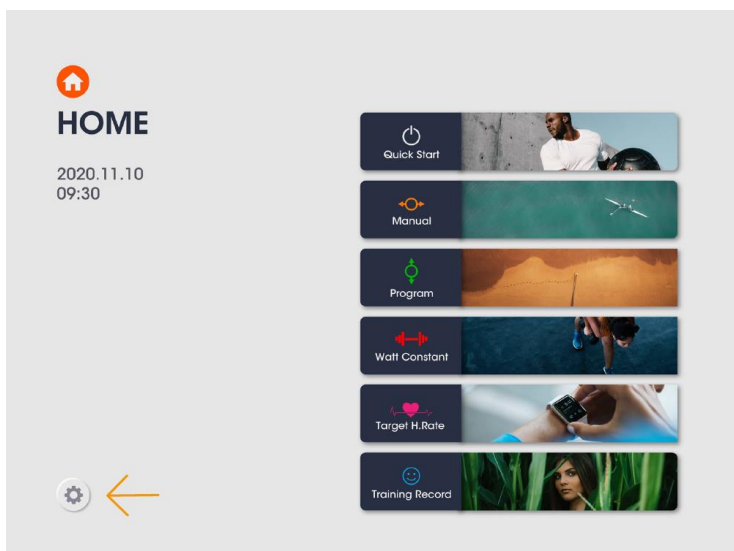 HOME
2020.11.10
09:30
Quick Start
Manual
Program
Watt Constant
Target H.Rate
Training Record